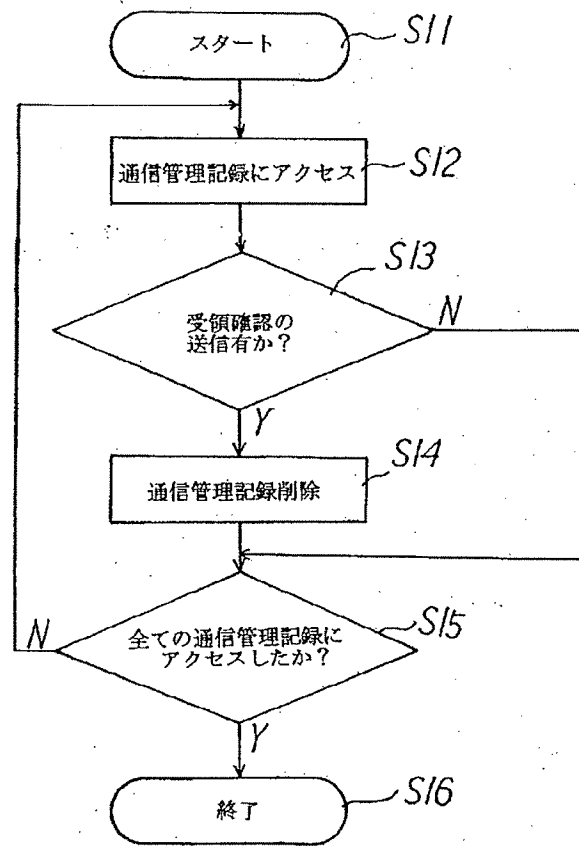 スタート
S11
通信管理記録にアクセス
S12
S13
受領確認の
送信有か？
N
Y
S14
通信管理記録削除
全ての通信管理記録に
アクセスしたか？
S15
N
Y
終了
S16